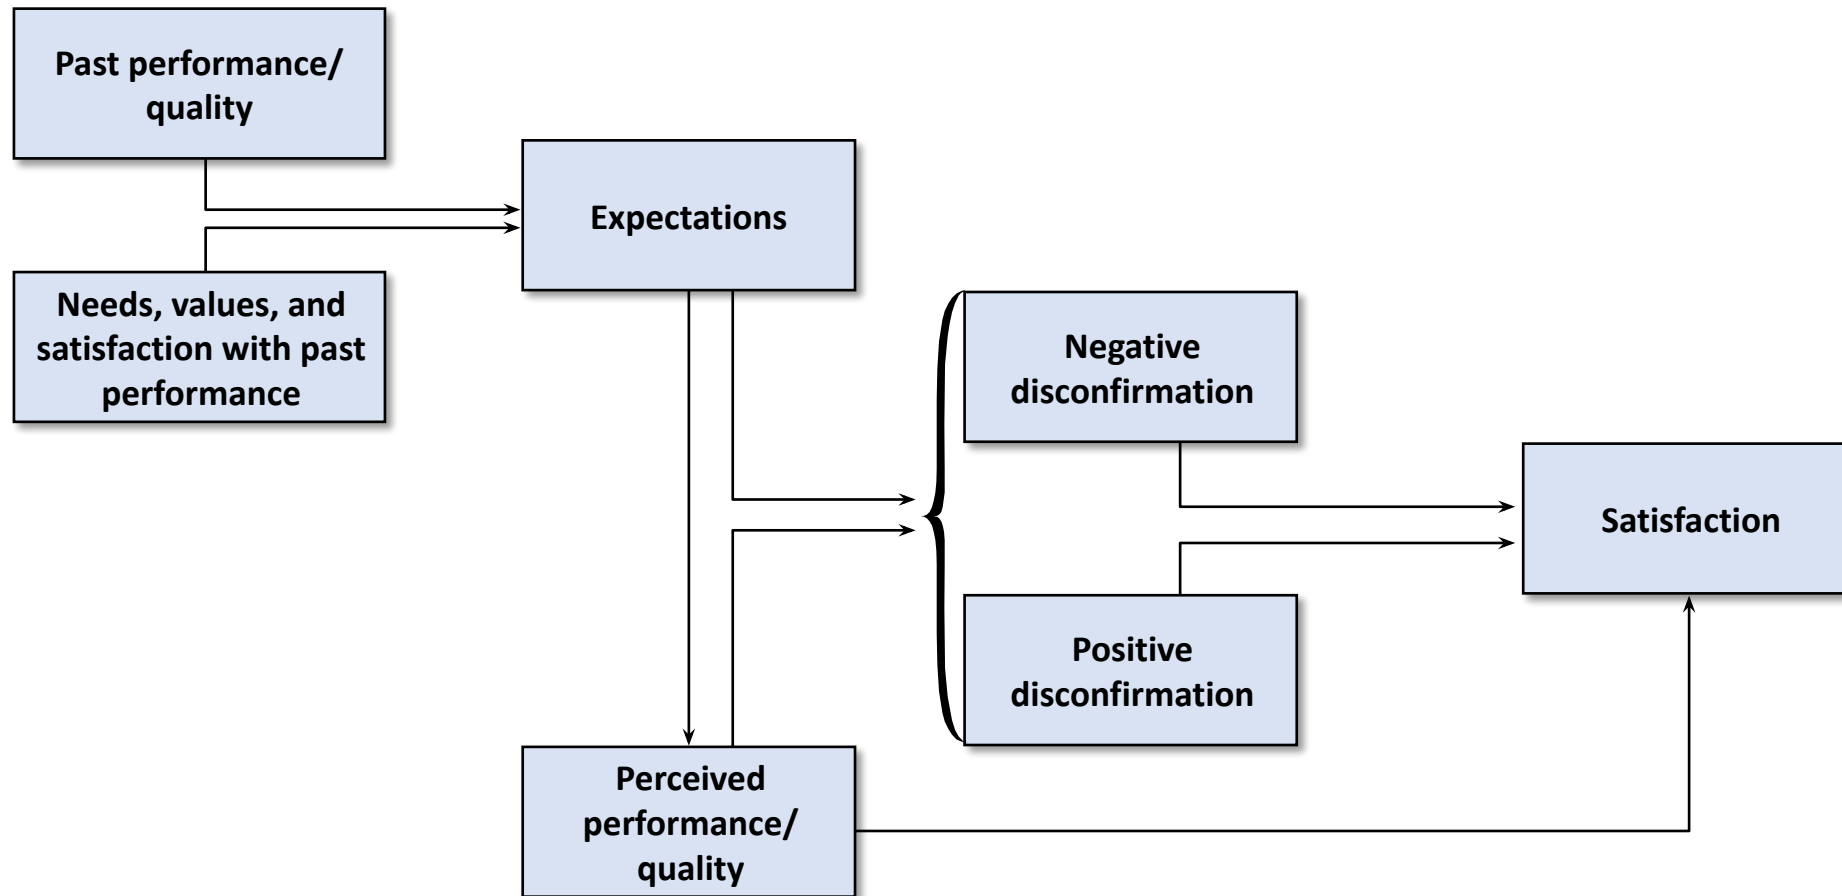 Past performance/
quality
Expectations
Needs, values, and
satisfaction with past
performance
Negative
disconfirmation
Satisfaction
Positive
disconfirmation
Perceived
performance/
quality